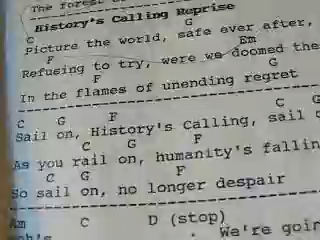 The forest
History's Calling Reprise
C G
Picture the world, safe ever after,
F Em
Refusing to try, were we doomed the
F G
In the flames of unending regret
C G F C G
Sail on, History's Calling, sail
C G F
As you rail on, humanity's fallin
C G F
So sail on, no longer despair
Am C D (stop)
We're goin